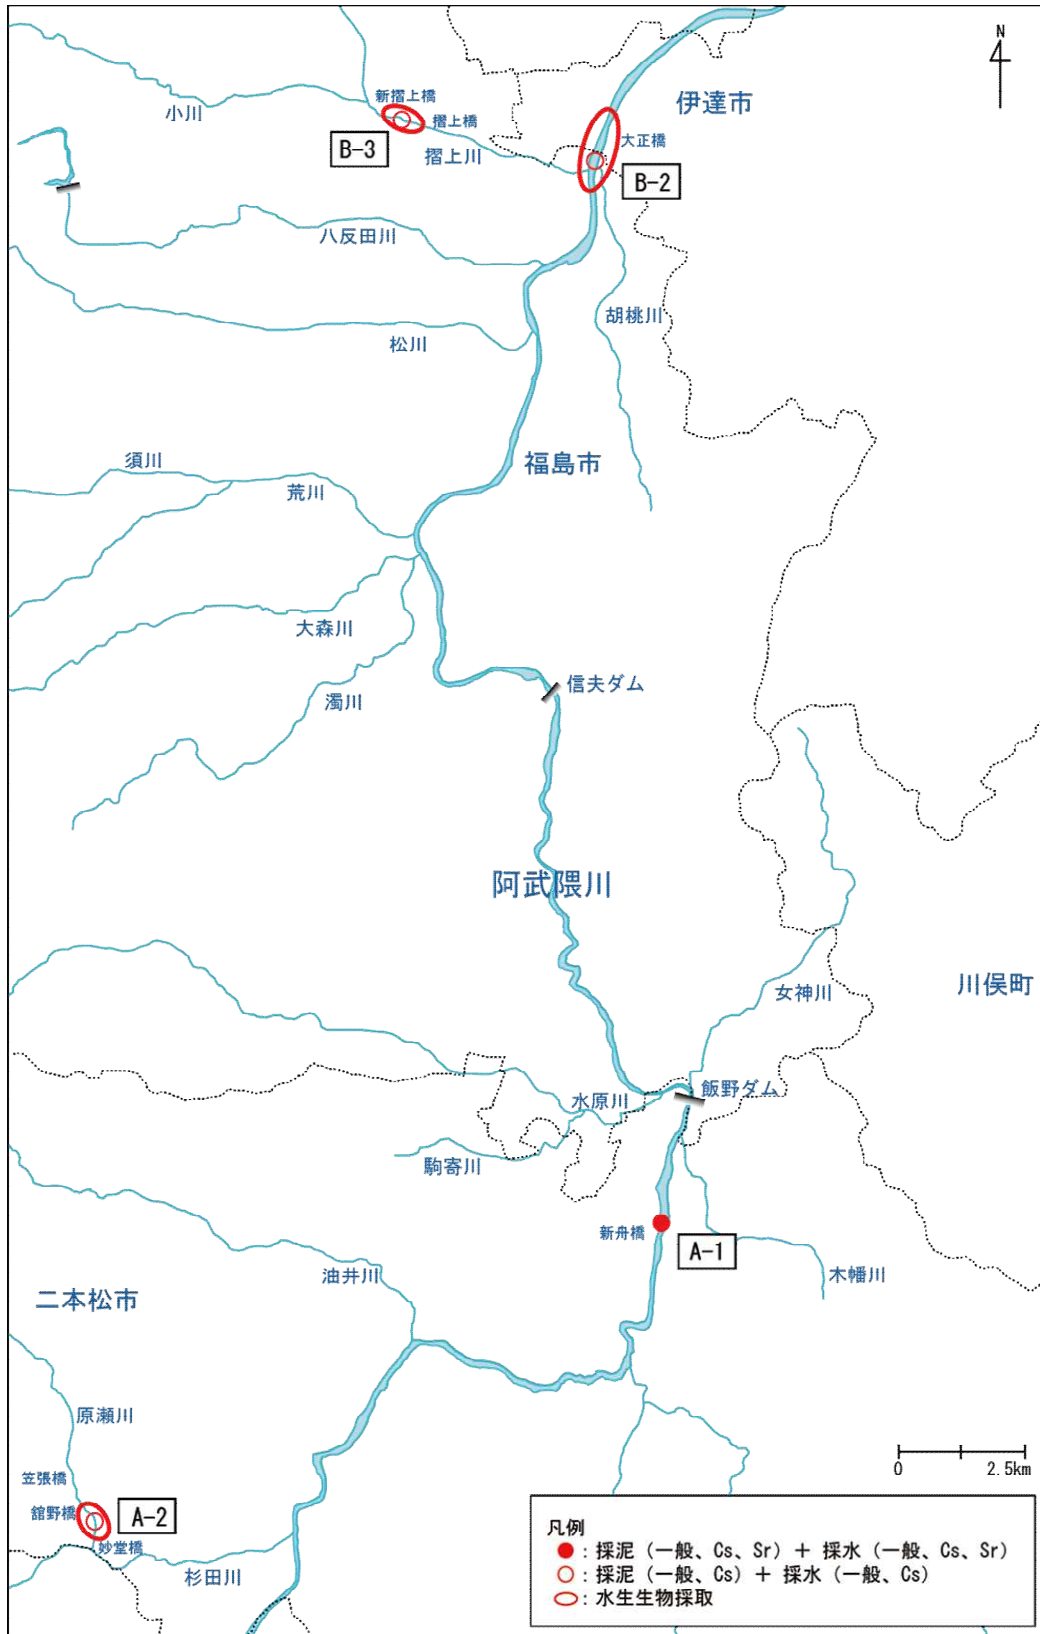 N
伊達市
新摺上橋
小川
摺上橋
大正橋
B-3
摺上川
B-2
八反田川
胡桃川
松川
福島市
須川
荒川
大森川
信夫ダム
濁川
阿武隈川
川俣町
女神川
飯野ダム
水原川
駒寄川
新舟橋
A-1
油井川
木幡川
二本松市
原瀬川
笠張橋
0 2.5km
舘野橋
A-2
妙堂橋
杉田川
凡例
：採泥（一般、Cs、Sr）＋ 採水（一般、Cs、Sr）
：採泥（一般、Cs）＋ 採水（一般、Cs）
：水生生物採取